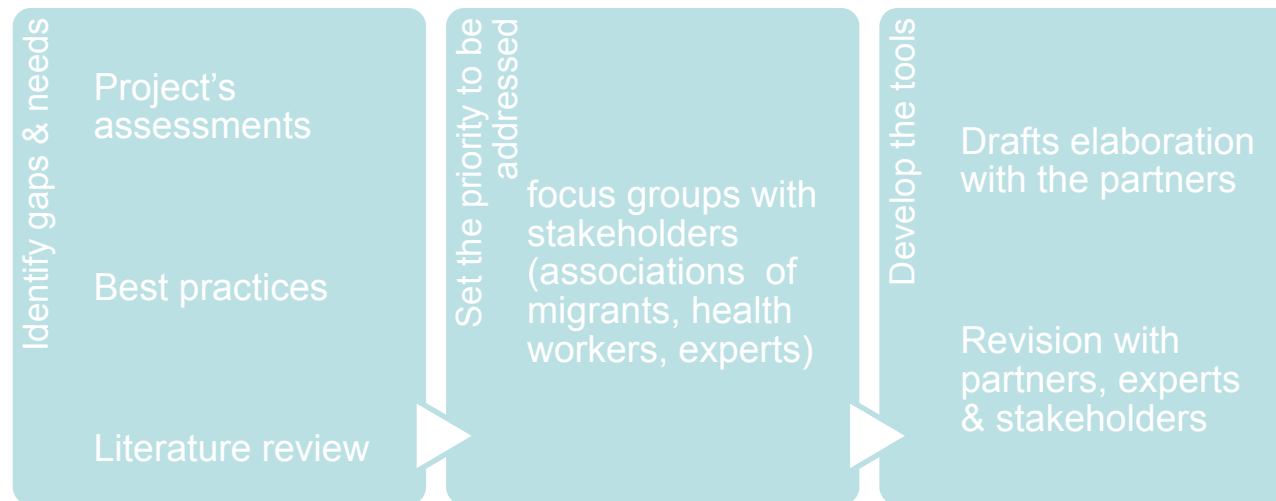 Identify gaps & needs
Project’s
assessments
Best practices
Literature review
Set the priority to be
addressed
focus groups with
stakeholders
(associations  of
migrants, health
workers, experts)
Develop the tools
Drafts elaboration
with the partners
Revision with
partners, experts
& stakeholders